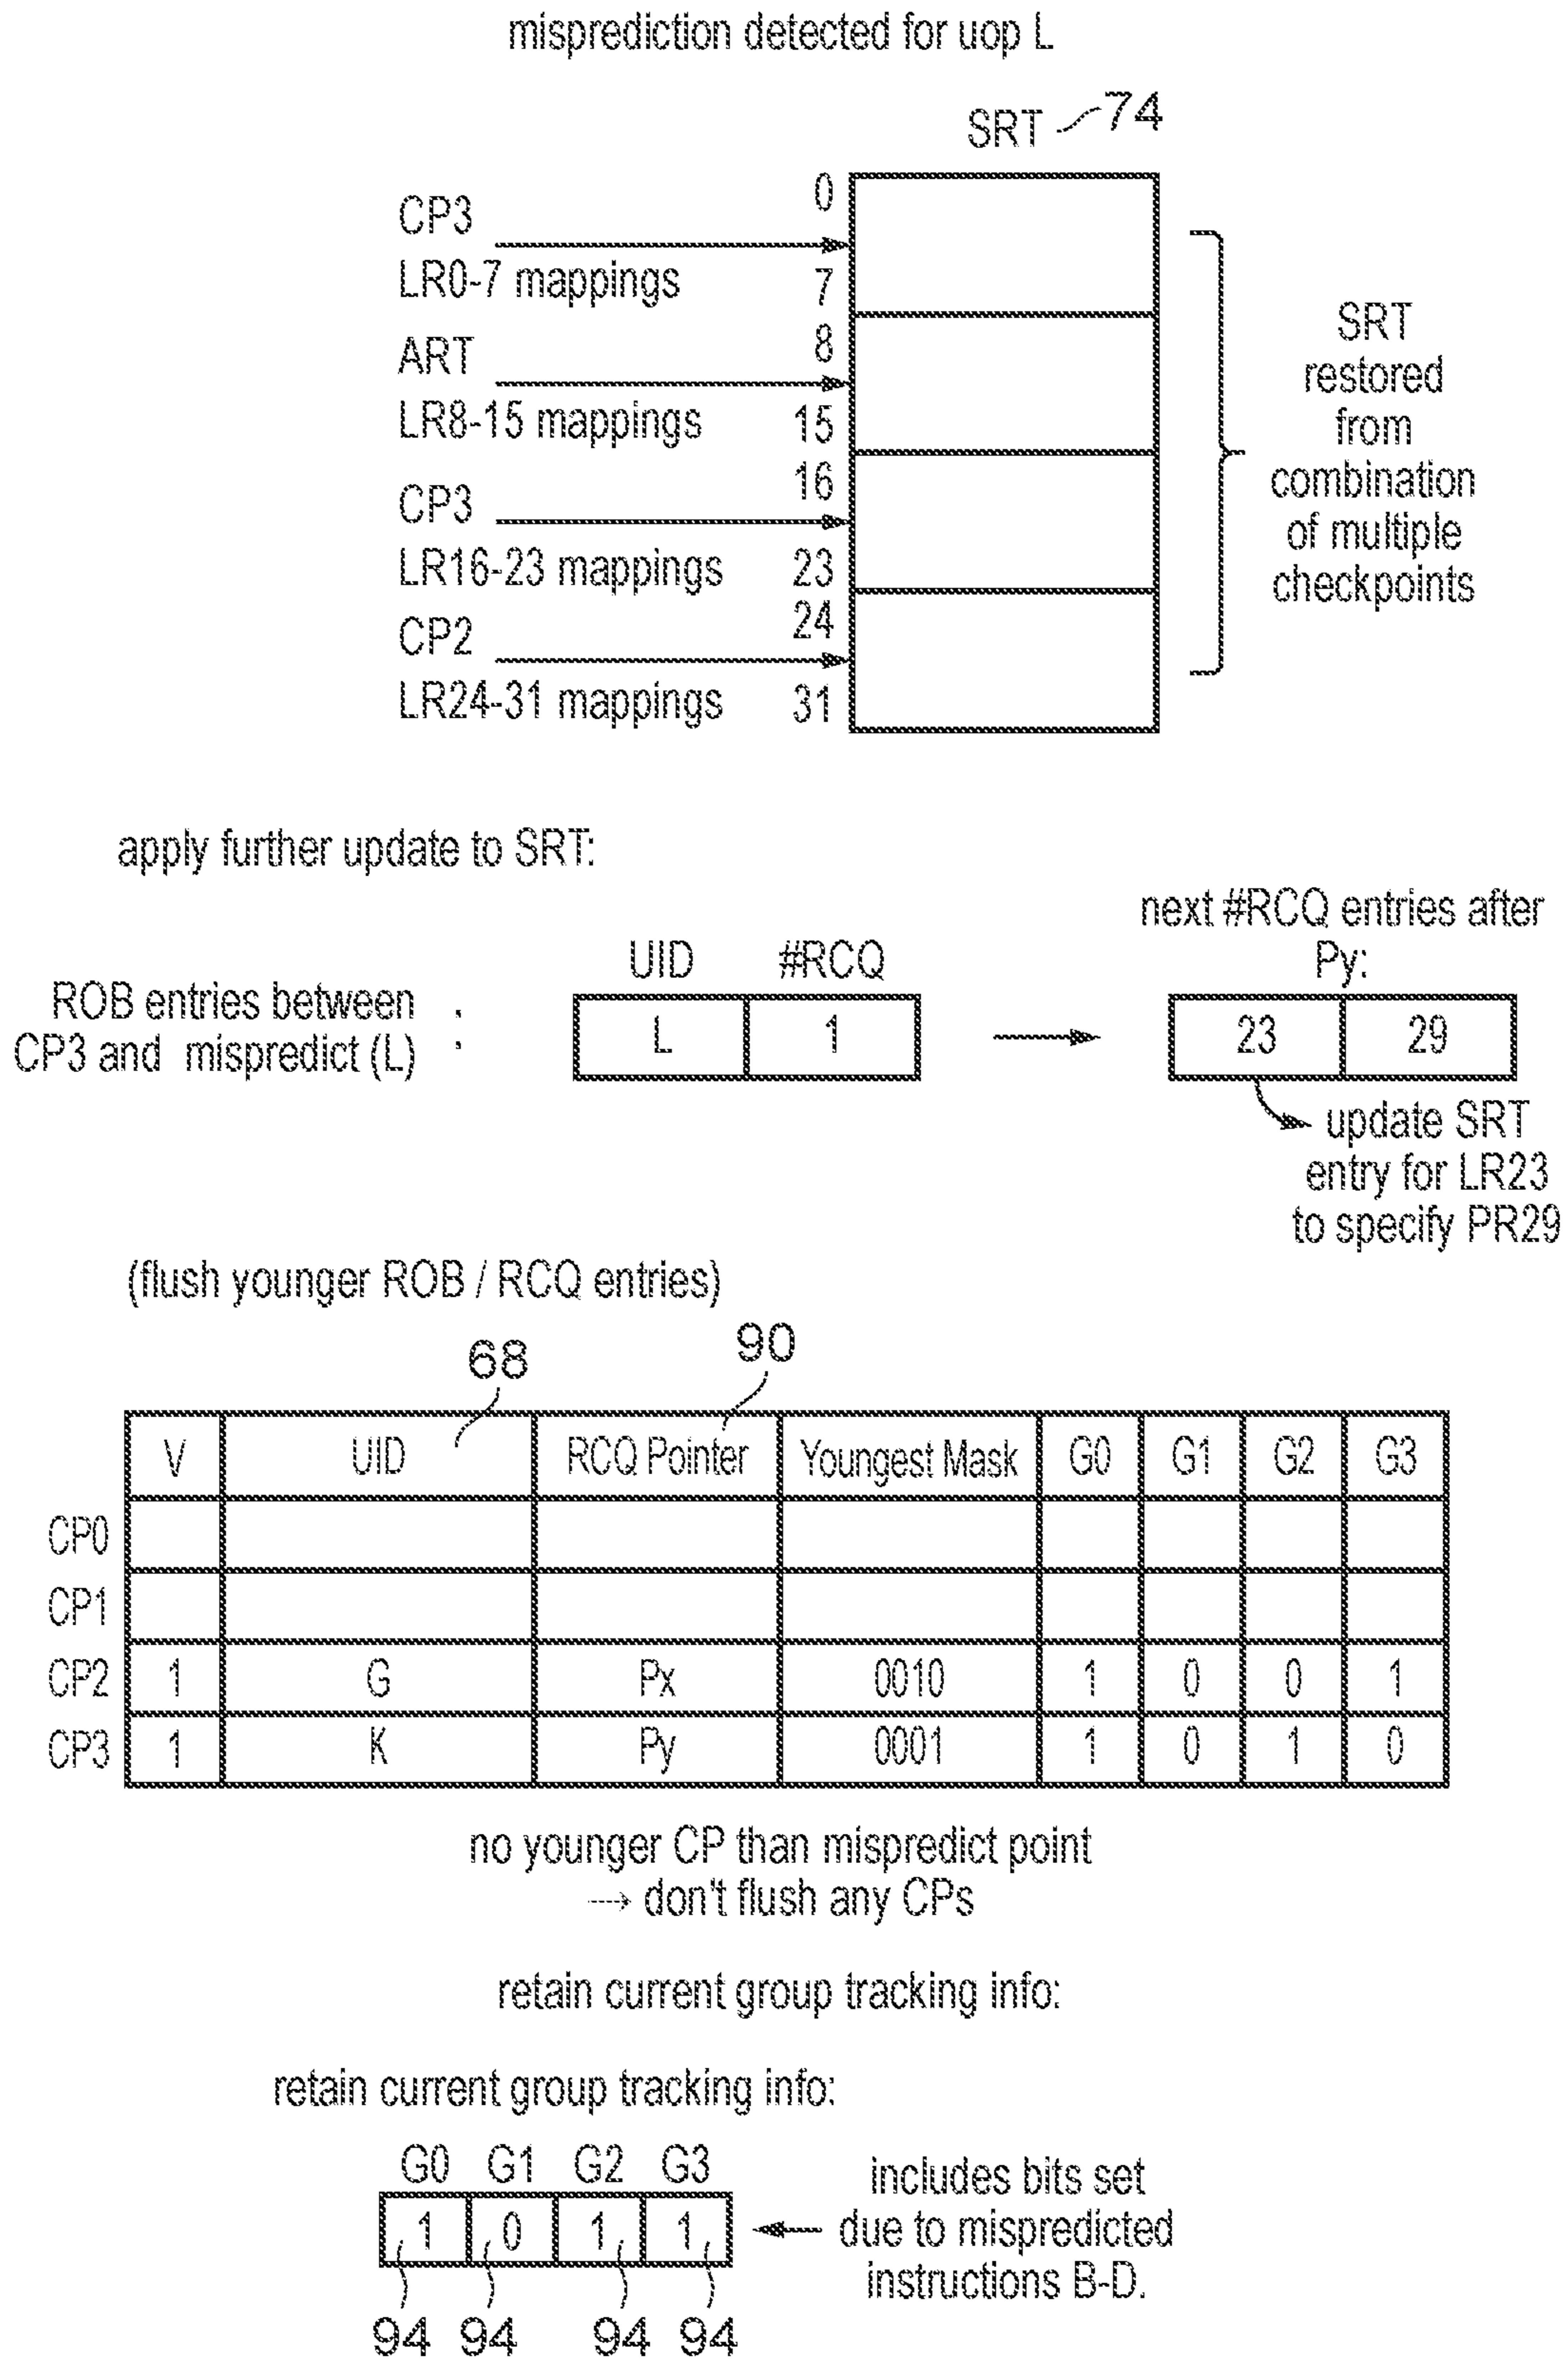 misprediction detected for uop L
SRT 74
CP3
LR0-7 mappings
ART
LR8-15 mappings
CP3
LR16-23 mappings
CP2
LR24-31 mappings
0
7
8
15
16
23
24
31
SRT
restored
from
combination
of multiple
checkpoints
apply further update to SRT:
next #RCQ entries after
Py:
UID #RCQ
ROB entries between
CP3 and mispredict (L) :
L 1
23 29
update SRT
entry for LR23
to specify PR29
(flush younger ROB / RCQ entries)
68 90
V UID RCQ Pointer Youngest Mask G0 G1 G2 G3
CP0
CP1
CP2 1 G Px 0010 1 0 0 1
CP3 1 K Py 0001 1 0 1 0
no younger CP than mispredict point
→ don't flush any CPs
retain current group tracking info:
retain current group tracking info:
G0 G1 G2 G3
1 0 1 1
94 94 94 94
includes bits set
due to mispredicted
instructions B-D.